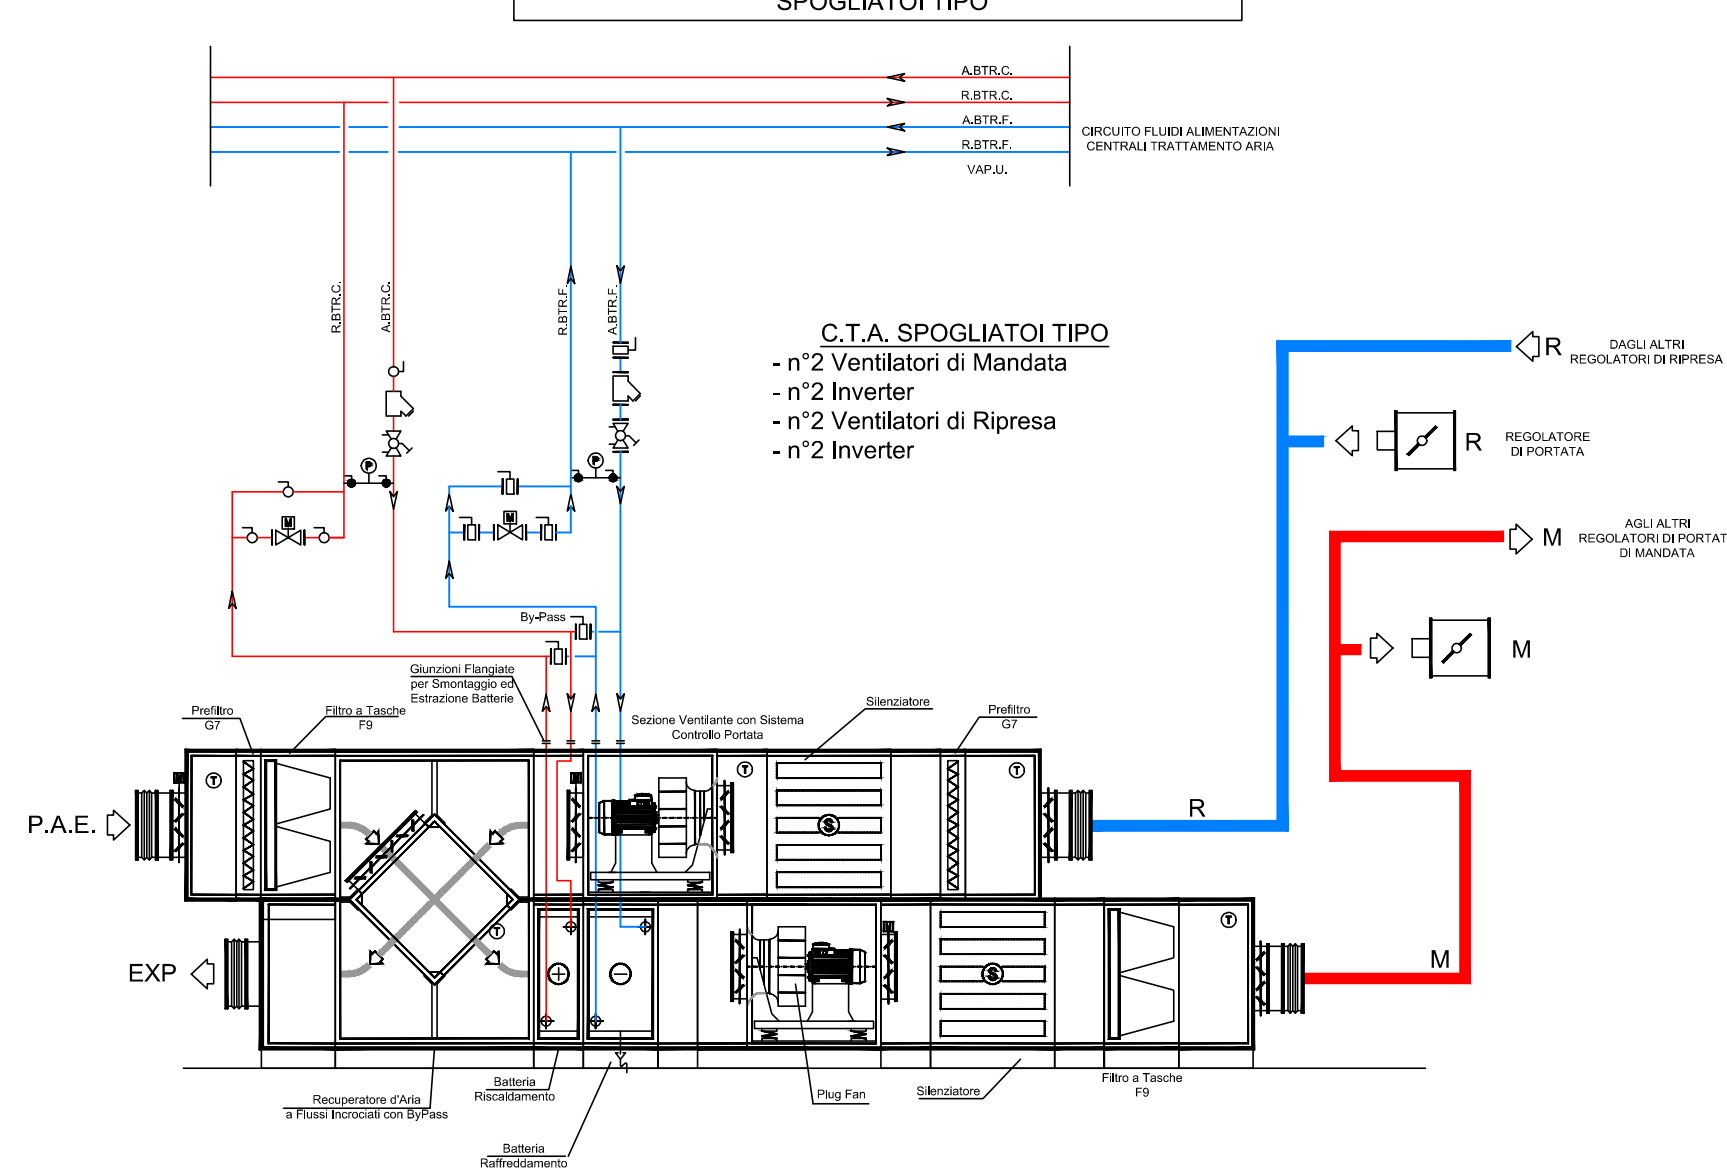 SPOGLIATOI TIPO
A.BTR.C.
R.BTR.C.
A.BTR.F.
R.BTR.F.
VAP.U.
CIRCUITO FLUIDI ALIMENTAZIONI
CENTRALI TRATTAMENTO ARIA
R.BTR.C.
A.BTR.C.
R.BTR.F.
A.BTR.F.
C.T.A. SPOGLIATOI TIPO
- n°2 Ventilatori di Mandata
- n°2 Inverter
- n°2 Ventilatori di Ripresa
- n°2 Inverter
R
DAGLI ALTRI
REGOLATORI DI RIPRESA
R
REGOLATORE
DI PORTATA
P
P
M
M
M
AGLI ALTRI
REGOLATORI DI PORTAT
DI MANDATA
M
By-Pass
Giunzioni Flangiate
per Smontaggio ed
Estrazione Batterie
Prefiltro
G7
Filtro a Tasche
F9
Sezione Ventilante con Sistema
Controllo Portata
Silenziatore
Prefiltro
G7
M
T
M
T
T
P.A.E.
S
R
T
M
T
EXP
S
M
Recuperatore d'Aria
a Flussi Incrociati con ByPass
Batteria
Riscaldamento
Batteria
Raffreddamento
Plug Fan
Silenziatore
Filtro a Tasche
F9